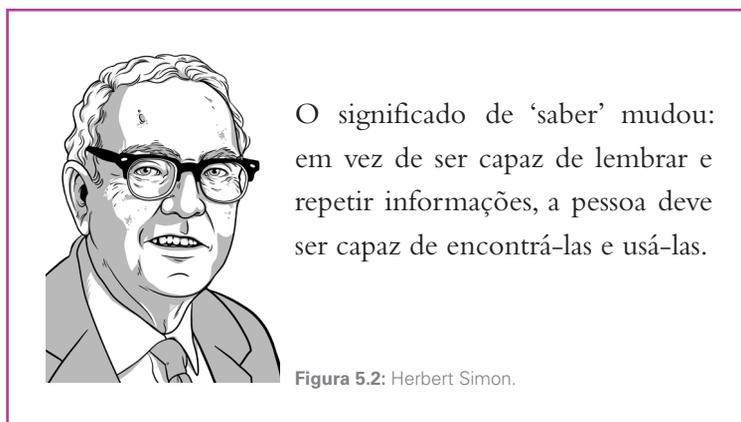 O significado de ‘saber’ mudou:
em vez de ser capaz de lembrar e
repetir informações, a pessoa deve
ser capaz de encontrá-las e usá-las.
Figura 5.2: Herbert Simon.